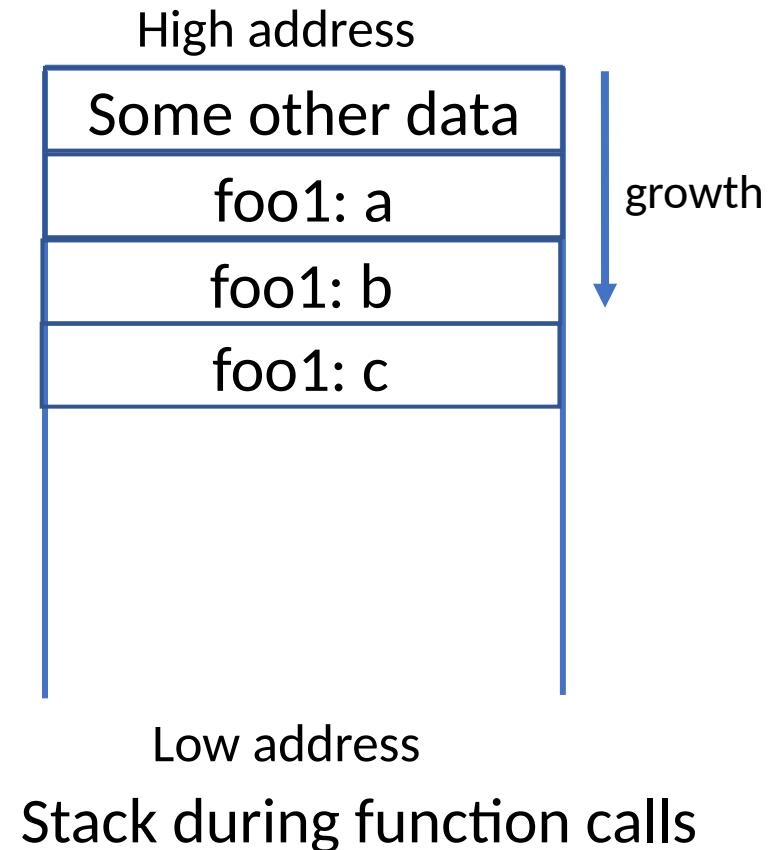 High address
Some other data
foo1: a
growth
foo1: b
foo1: c
Low address
Stack during function calls